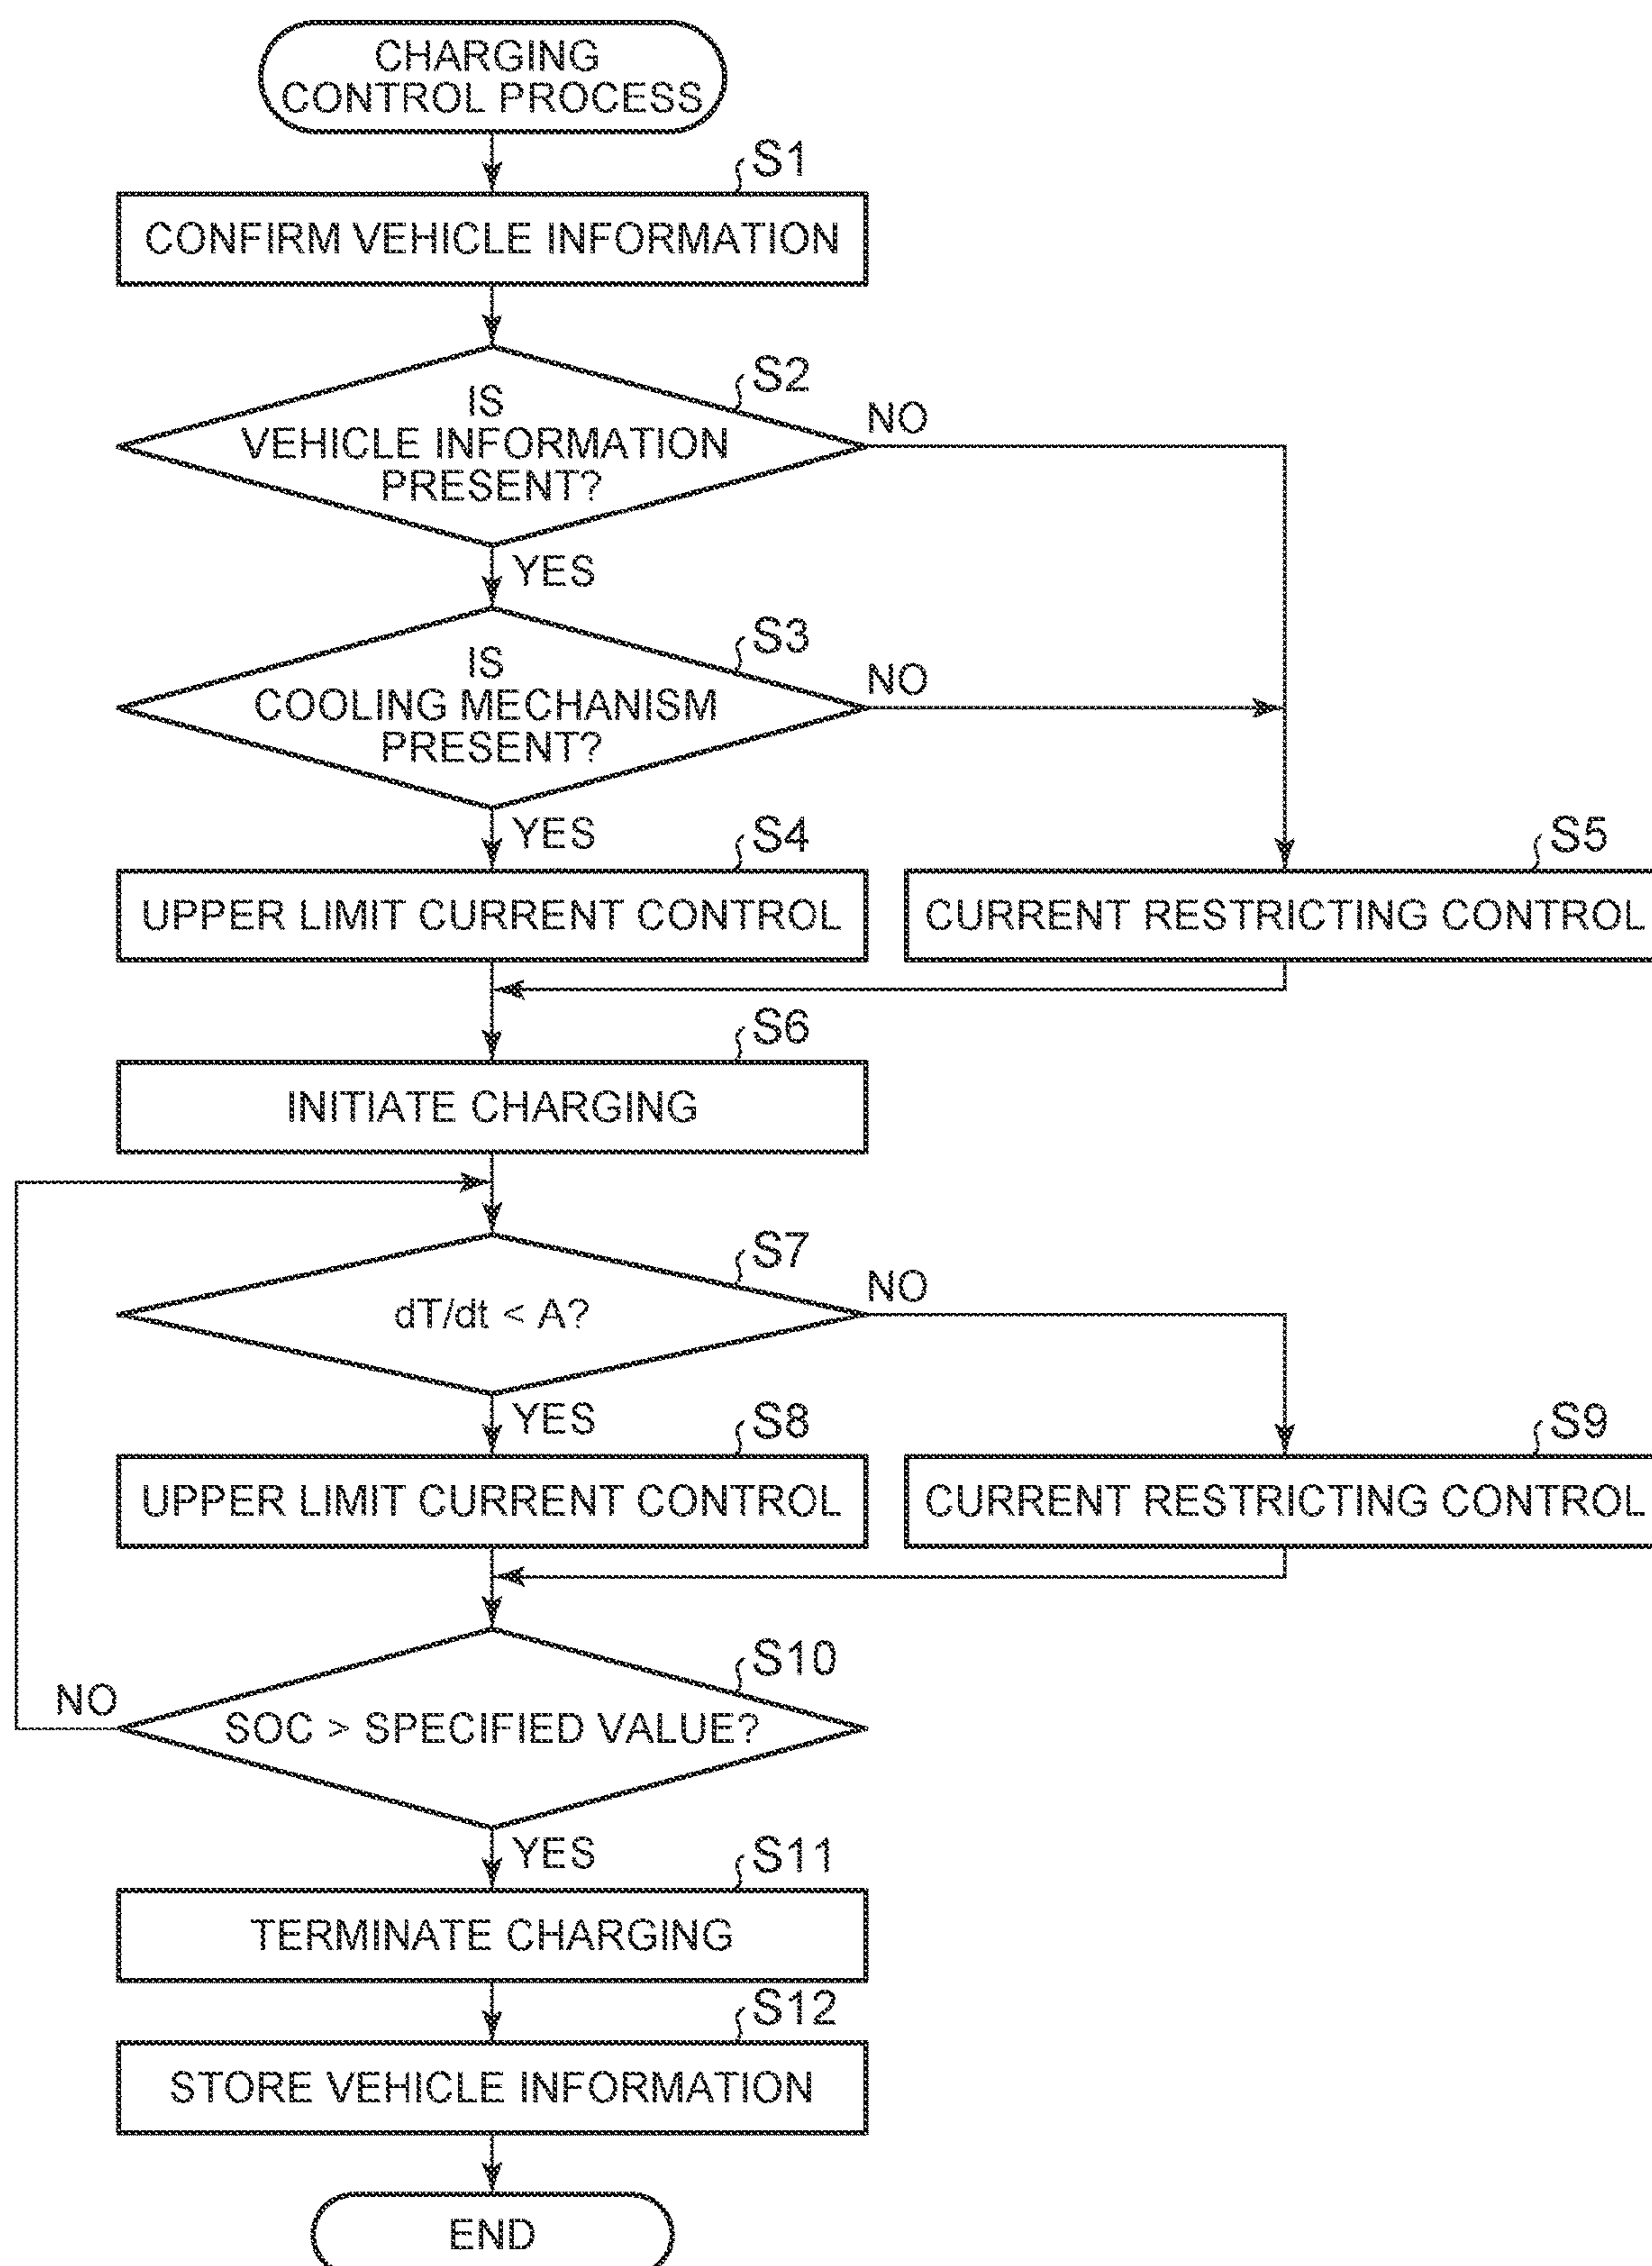 CHARGING
CONTROL PROCESS
S1
CONFIRM VEHICLE INFORMATION
S2
IS
VEHICLE INFORMATION
PRESENT?
NO
YES
S3
IS
COOLING MECHANISM
PRESENT?
NO
YES
S4
UPPER LIMIT CURRENT CONTROL
S5
CURRENT RESTRICTING CONTROL
S6
INITIATE CHARGING
S7
dT/dt < A?
NO
YES
S8
UPPER LIMIT CURRENT CONTROL
S9
CURRENT RESTRICTING CONTROL
S10
SOC > SPECIFIED VALUE?
NO
YES
S11
TERMINATE CHARGING
S12
STORE VEHICLE INFORMATION
END